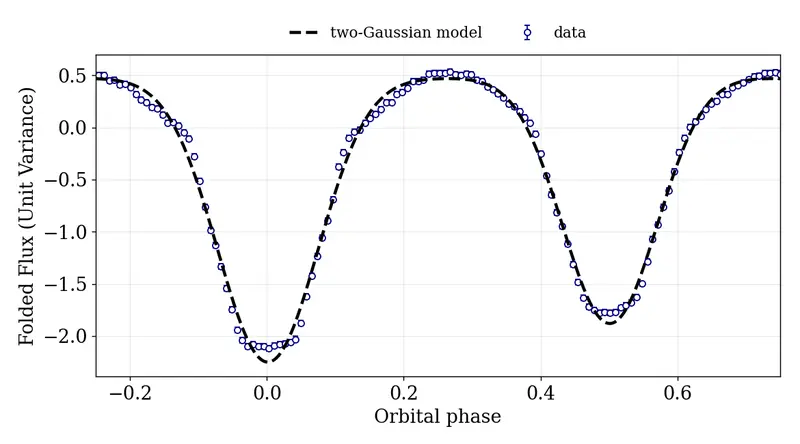 two-Gaussian model data
Folded Flux (Unit Variance)
0.5
0.0
−0.5
−1.0
−1.5
−2.0
−0.2 0.0 0.2 0.4 0.6
Orbital phase